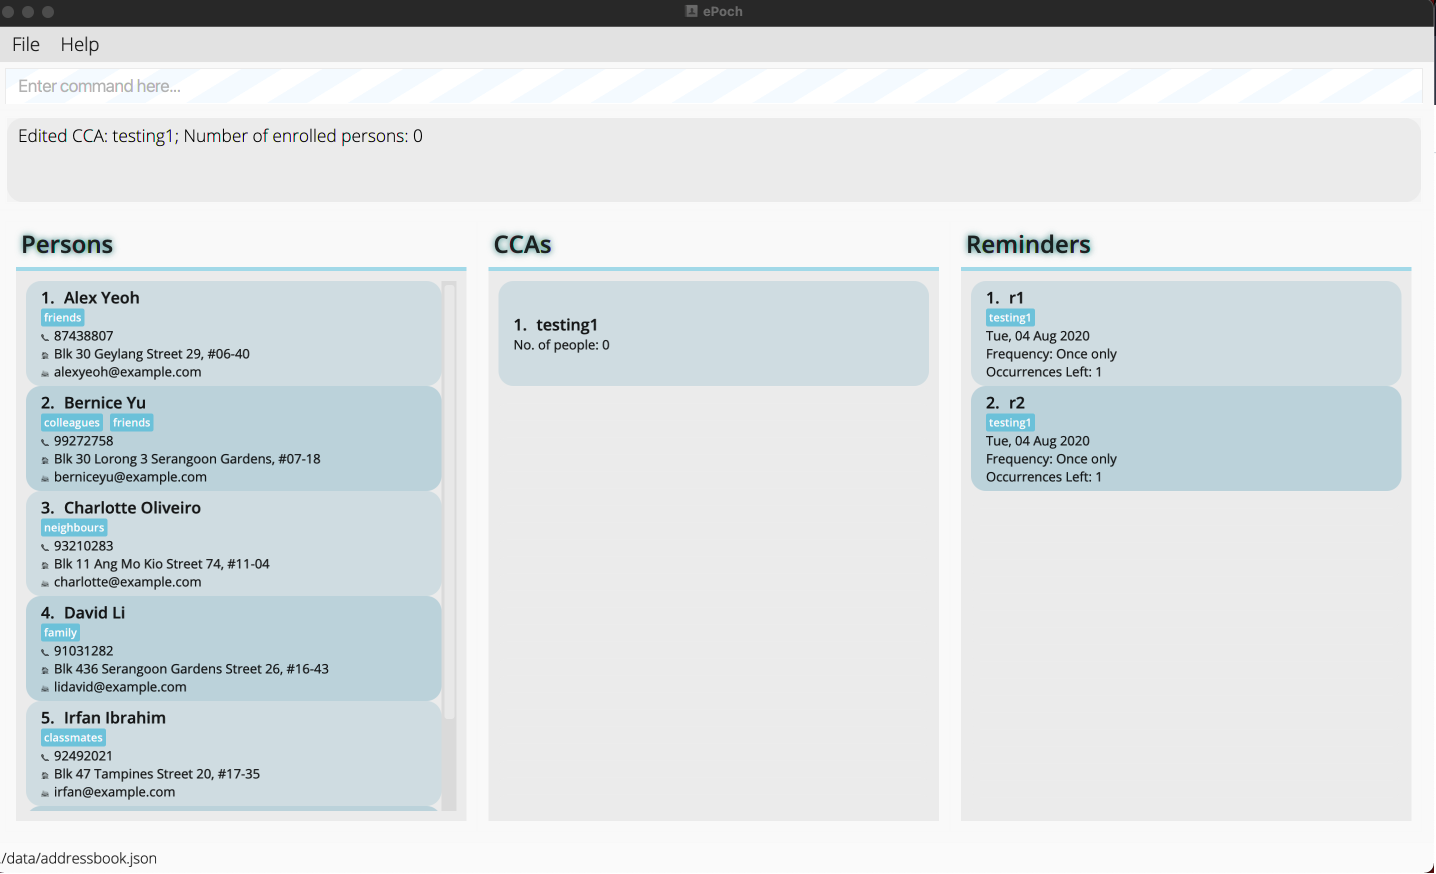 ePoch
File Help
Enter command here...
Edited CCA: testing1; Number of enrolled persons: 0
Persons
1. Alex Yeoh
friends
87438807
Blk 30 Geylang Street 29, #06-40
alexyeoh@example.com
2. Bernice Yu
colleagues friends
99272758
Blk 30 Lorong 3 Serangoon Gardens, #07-18
berniceyu@example.com
3. Charlotte Oliveiro
neighbours
93210283
Blk 11 Ang Mo Kio Street 74, #11-04
charlotte@example.com
4. David Li
family
91031282
Blk 436 Serangoon Gardens Street 26, #16-43
lidavid@example.com
5. Irfan Ibrahim
classmates
92492021
Blk 47 Tampines Street 20, #17-35
irfan@example.com
CCAs
1. testing1
No. of people: 0
Reminders
1. r1
testing1
Tue, 04 Aug 2020
Frequency: Once only
Occurrences Left: 1
2. r2
testing1
Tue, 04 Aug 2020
Frequency: Once only
Occurrences Left: 1
./data/addressbook.json